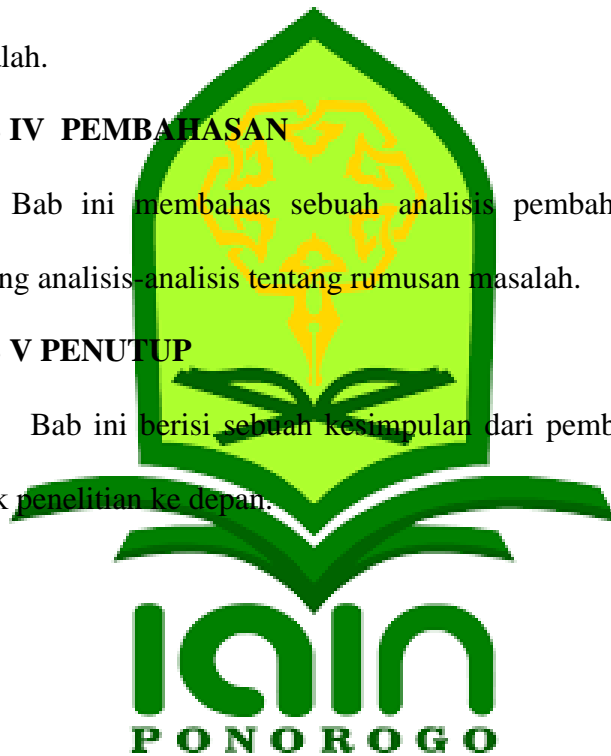 alah.
IV PEMBAHASAN
Bab ini membahas sebuah analisis pembah
ng analisis-analisis tentang rumusan masalah.
V PENUTUP
Bab ini berisi sebuah kesimpulan dari pemb
k penelitian ke depan.
iain
PONOROGO